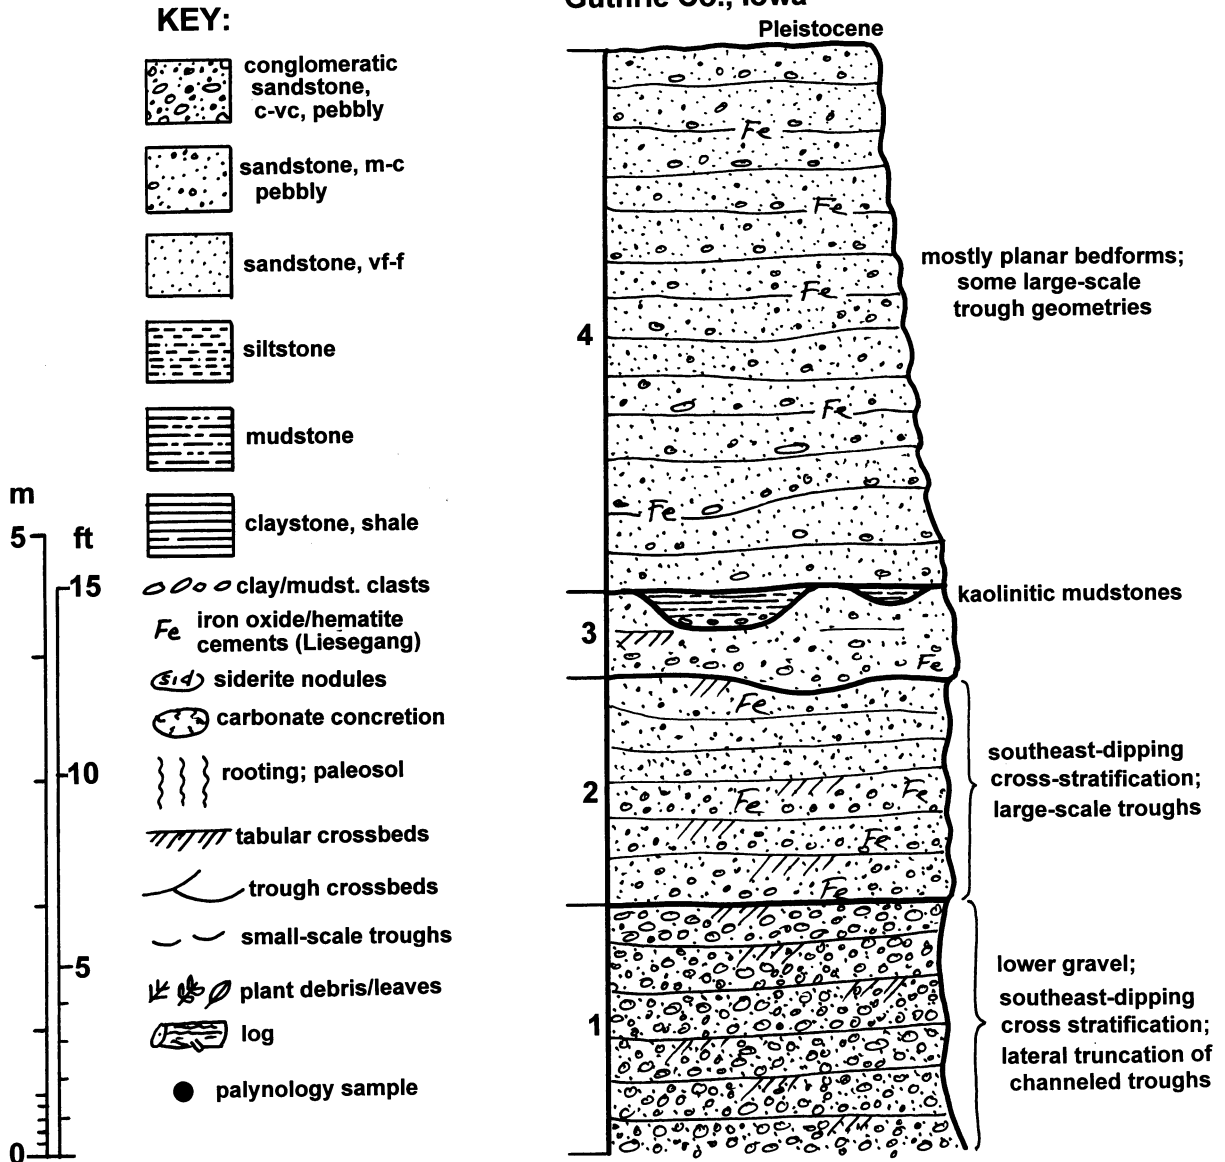 Guthrie Co., Iowa
KEY:
Pleistocene
conglomeratic
sandstone,
c-vc, pebbly
sandstone, m-c
pebbly
sandstone, vf-f
siltstone
mudstone
claystone, shale
clay/mudst. clasts
Fe
iron oxide/hematite
cements (Liesegang)
sid
siderite nodules
carbonate concretion
rooting; paleosol
tabular crossbeds
trough crossbeds
small-scale troughs
plant debris/leaves
log
palynology sample
m
5
ft
15
10
5
0
4
3
2
1
Fe
Fe
Fe
Fe
Fe
Fe
Fe
Fe
Fe
Fe
Fe
mostly planar bedforms;
some large-scale
trough geometries
kaolinitic mudstones
southeast-dipping
cross-stratification;
large-scale troughs
lower gravel;
southeast-dipping
cross stratification;
lateral truncation of
channeled troughs